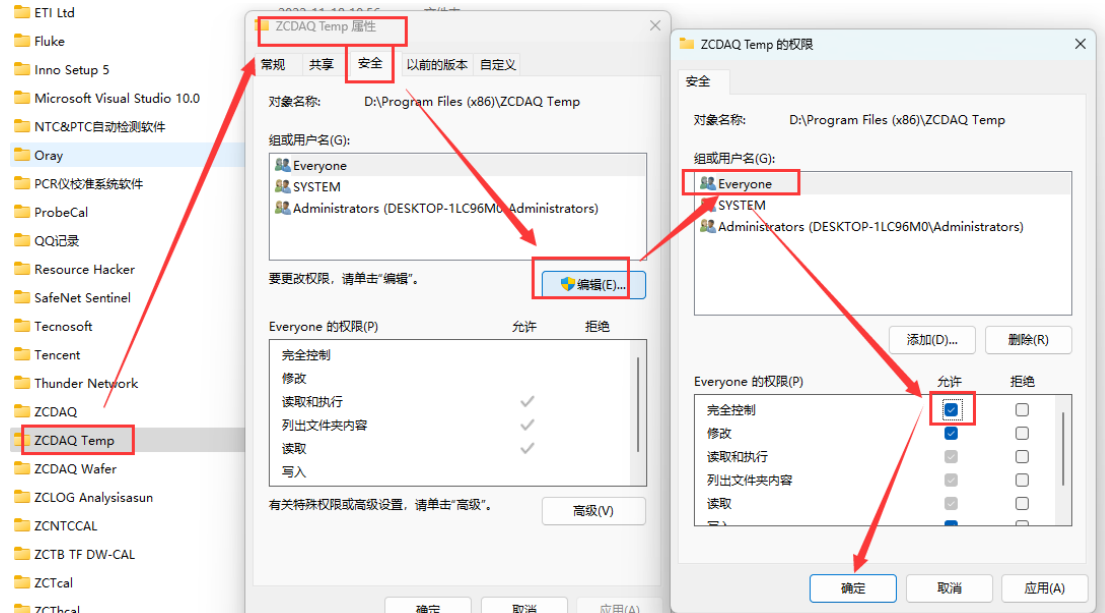 ETI Ltd
Fluke
Inno Setup 5
Microsoft Visual Studio 10.0
NTC&PTC自动检测软件
Oray
PCR仪校准系统软件
ProbeCal
QQ记录
Resource Hacker
SafeNet Sentinel
Tecnosoft
Tencent
Thunder Network
ZCDAQ
ZCDAQ Temp
ZCDAQ Wafer
ZCLOG Analysisasun
ZCNTCCAL
ZCTB TF DW-CAL
ZCTcal
ZCThcal
ZCDAQ Temp 属性
常规 共享 安全 以前的版本 自定义
对象名称: D:\Program Files (x86)\ZCDAQ Temp
组或用户名(G):
Everyone
SYSTEM
Administrators (DESKTOP-1LC96M0\Administrators)
要更改权限，请单击"编辑"。
编辑(E)...
Everyone 的权限(P) 允许 拒绝
完全控制
修改
读取和执行
列出文件夹内容
读取
写入
有关特殊权限或高级设置，请单击"高级"。
高级(V)
确定 取消 应用(A)
ZCDAQ Temp 的权限
安全
对象名称: D:\Program Files (x86)\ZCDAQ Temp
组或用户名(G):
Everyone
SYSTEM
Administrators (DESKTOP-1LC96M0\Administrators)
添加(D)... 删除(R)
Everyone 的权限(P) 允许 拒绝
完全控制
修改
读取和执行
列出文件夹内容
读取
写入
确定 取消 应用(A)